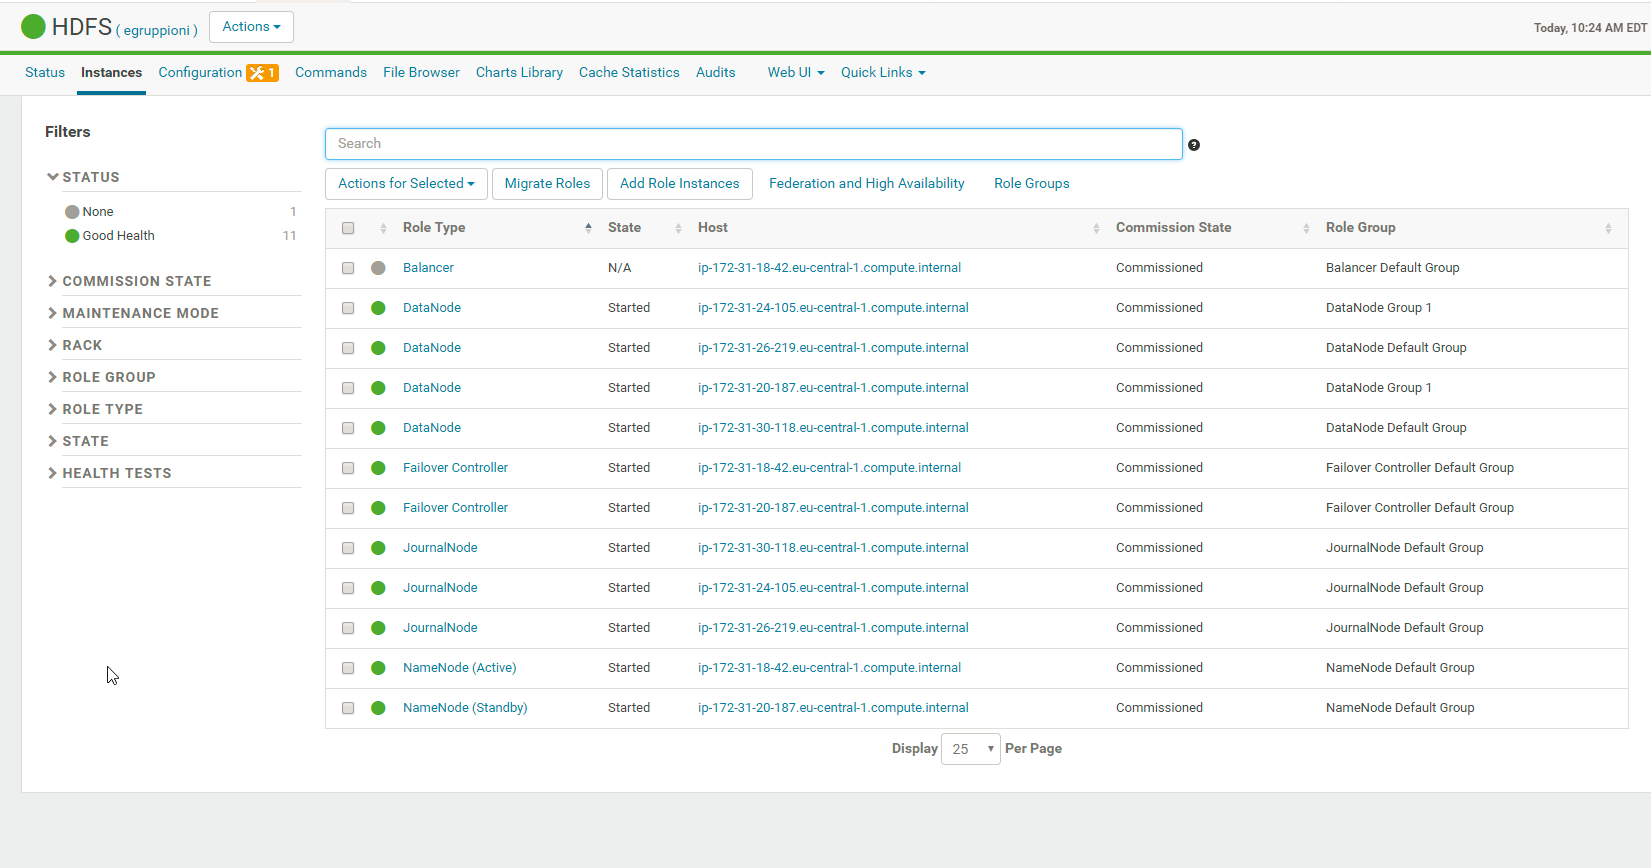 HDFS ( egruppioni ) Actions
Today, 10:24 AM EDT
Status Instances Configuration 1 Commands File Browser Charts Library Cache Statistics Audits Web UI Quick Links
Filters
STATUS
None 1
Good Health 11
COMMISSION STATE
MAINTENANCE MODE
RACK
ROLE GROUP
ROLE TYPE
STATE
HEALTH TESTS
Search ?
Actions for Selected Migrate Roles Add Role Instances Federation and High Availability Role Groups
Role Type State Host Commission State Role Group
Balancer N/A ip-172-31-18-42.eu-central-1.compute.internal Commissioned Balancer Default Group
DataNode Started ip-172-31-24-105.eu-central-1.compute.internal Commissioned DataNode Group 1
DataNode Started ip-172-31-26-219.eu-central-1.compute.internal Commissioned DataNode Default Group
DataNode Started ip-172-31-20-187.eu-central-1.compute.internal Commissioned DataNode Group 1
DataNode Started ip-172-31-30-118.eu-central-1.compute.internal Commissioned DataNode Default Group
Failover Controller Started ip-172-31-18-42.eu-central-1.compute.internal Commissioned Failover Controller Default Group
Failover Controller Started ip-172-31-20-187.eu-central-1.compute.internal Commissioned Failover Controller Default Group
JournalNode Started ip-172-31-30-118.eu-central-1.compute.internal Commissioned JournalNode Default Group
JournalNode Started ip-172-31-24-105.eu-central-1.compute.internal Commissioned JournalNode Default Group
JournalNode Started ip-172-31-26-219.eu-central-1.compute.internal Commissioned JournalNode Default Group
NameNode (Active) Started ip-172-31-18-42.eu-central-1.compute.internal Commissioned NameNode Default Group
NameNode (Standby) Started ip-172-31-20-187.eu-central-1.compute.internal Commissioned NameNode Default Group
Display 25 Per Page